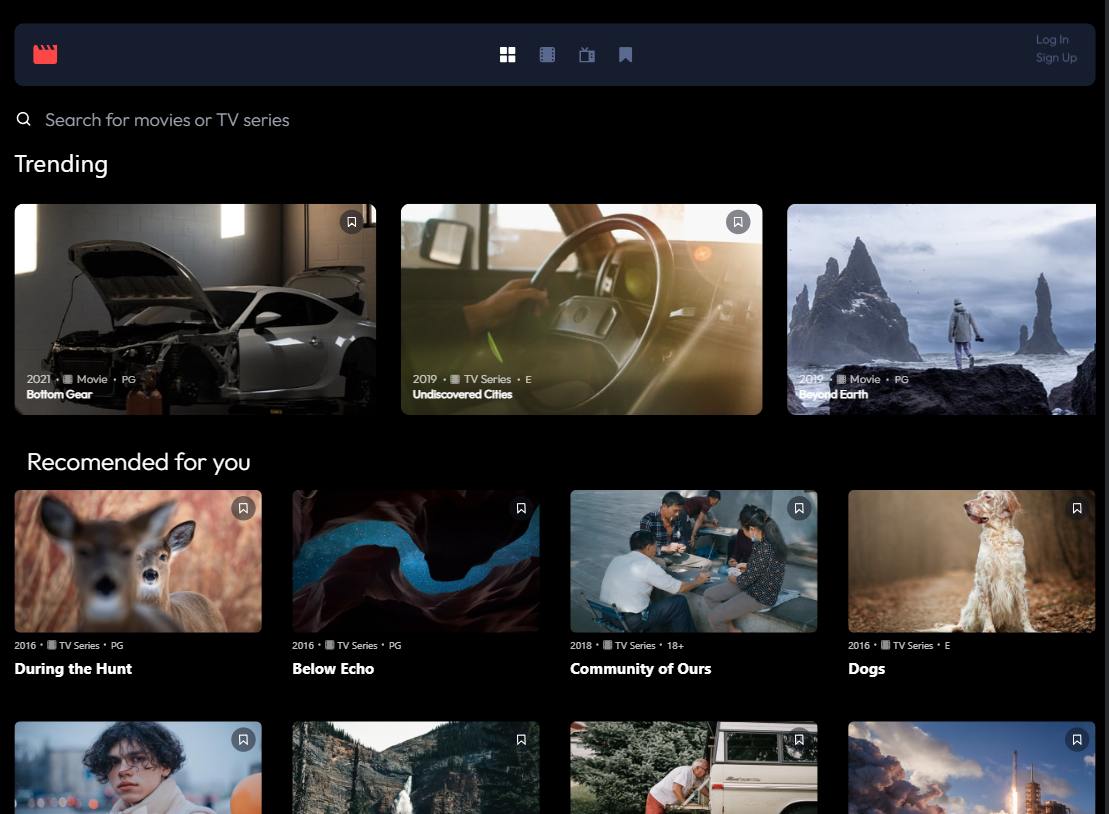 Log In
Sign Up
Search for movies or TV series
Trending
2021 • Movie • PG
Bottom Gear
2019 • TV Series • E
Undiscovered Cities
2019 • Movie • PG
Beyond Earth
Recomended for you
2016 • TV Series • PG
During the Hunt
2016 • TV Series • PG
Below Echo
2018 • TV Series • 18+
Community of Ours
2016 • TV Series • E
Dogs